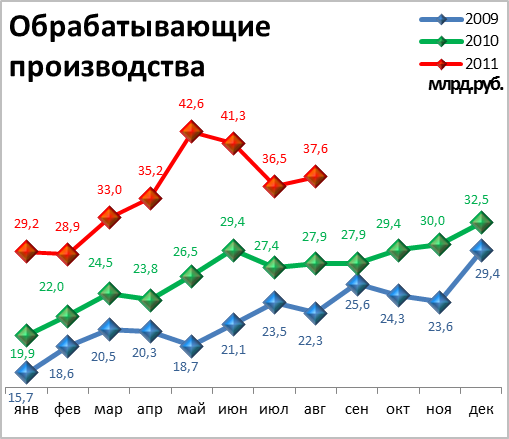 Обрабатывающие
производства
2009
2010
2011
млрд.руб.
29,2 28,9 33,0 35,2 42,6 41,3 36,5 37,6
19,9 22,0 24,5 23,8 26,5 29,4 27,4 27,9 27,9 29,4 30,0 32,5
15,7 18,6 20,5 20,3 18,7 21,1 23,5 22,3 25,6 24,3 23,6 29,4
янв фев мар апр май июн июл авг сен окт ноя дек